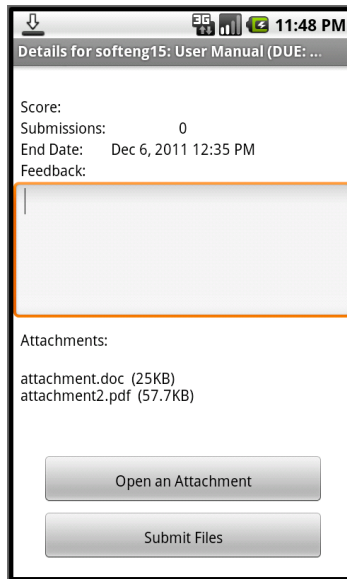 3G 11:48 PM
Details for softeng15: User Manual (DUE: ...
Score:
Submissions: 0
End Date: Dec 6, 2011 12:35 PM
Feedback:
Attachments:
attachment.doc (25KB)
attachment2.pdf (57.7KB)
Open an Attachment
Submit Files